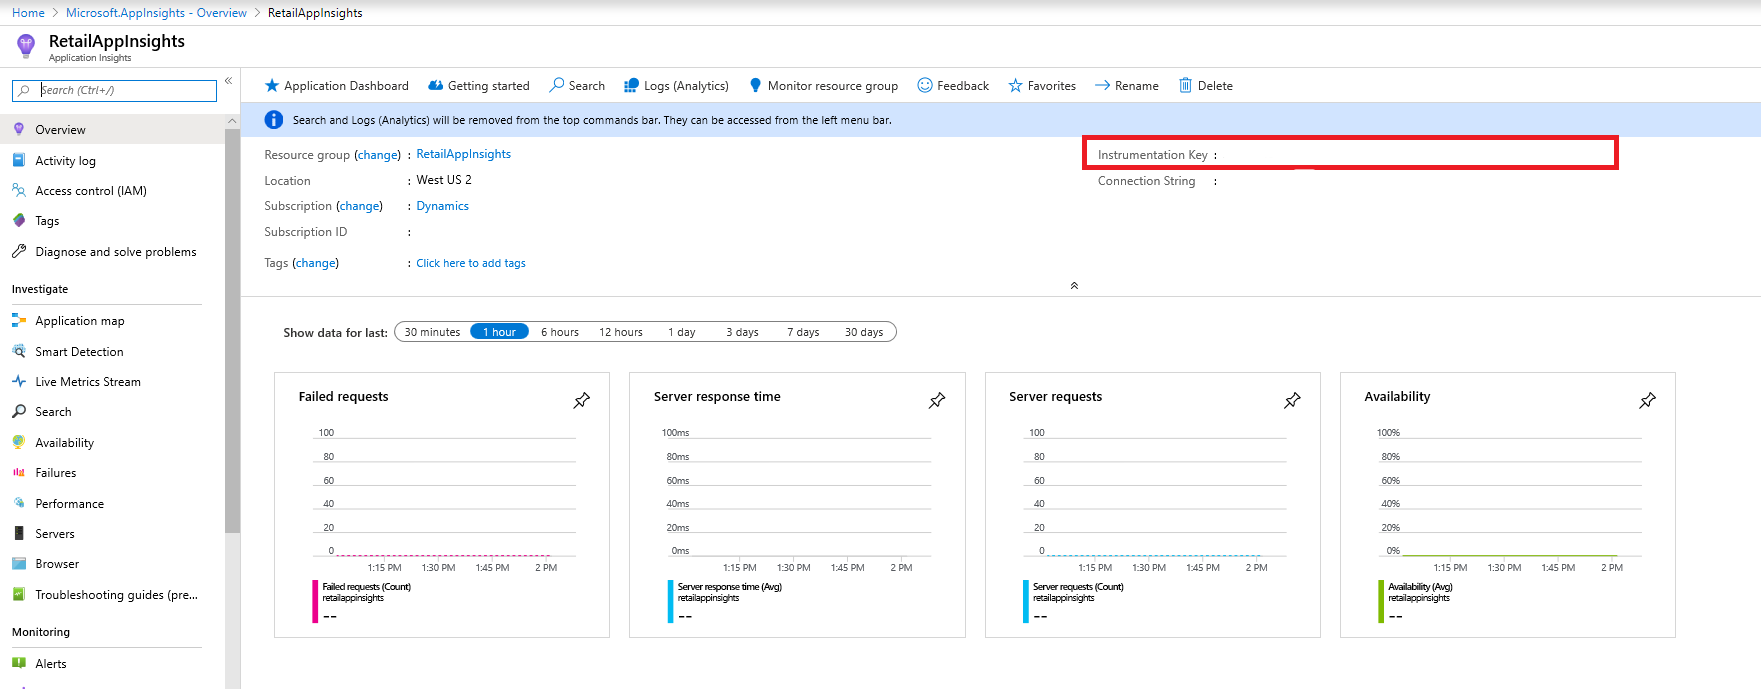 Home > Microsoft.AppInsights - Overview > RetailAppInsights
RetailAppInsights
Application Insights
Search (Ctrl+/)
«
Overview
Activity log
Access control (IAM)
Tags
Diagnose and solve problems
Investigate
Application map
Smart Detection
Live Metrics Stream
Search
Availability
Failures
Performance
Servers
Browser
Troubleshooting guides (pre...
Monitoring
Alerts
Application Dashboard Getting started Search Logs (Analytics) Monitor resource group Feedback Favorites Rename Delete
Search and Logs (Analytics) will be removed from the top commands bar. They can be accessed from the left menu bar.
Resource group (change) : RetailAppInsights
Location : West US 2
Subscription (change) : Dynamics
Subscription ID :
Tags (change) : Click here to add tags
Instrumentation Key :
Connection String :
Show data for last: 30 minutes 1 hour 6 hours 12 hours 1 day 3 days 7 days 30 days
Failed requests
100
80
60
40
20
0
1:15 PM 1:30 PM 1:45 PM 2 PM
Failed requests (Count)
retailappinsights
--
Server response time
100ms
80ms
60ms
40ms
20ms
0ms
1:15 PM 1:30 PM 1:45 PM 2 PM
Server response time (Avg)
retailappinsights
--
Server requests
100
80
60
40
20
0
1:15 PM 1:30 PM 1:45 PM 2 PM
Server requests (Count)
retailappinsights
--
Availability
100%
80%
60%
40%
20%
0%
1:15 PM 1:30 PM 1:45 PM 2 PM
Availability (Avg)
retailappinsights
--